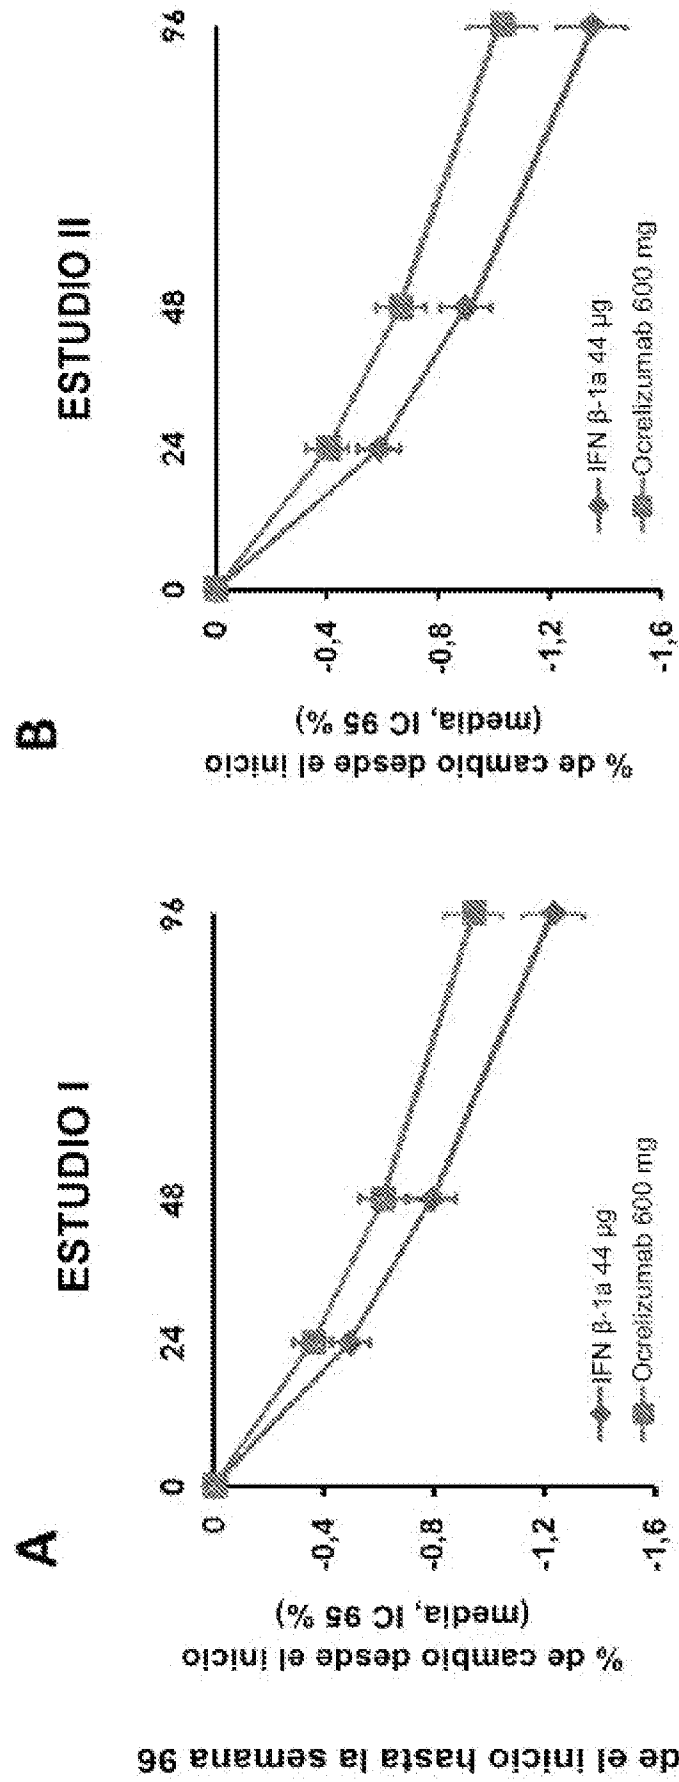 de el inicio hasta la semana 96
A
ESTUDIO I
% de cambio desde el inicio
(media, IC 95 %)
0
24
48
96
0
-0,4
-0,8
-1,2
-1,6
IFN β-1a 44 µg
Ocrelizumab 600 mg
B
ESTUDIO II
% de cambio desde el inicio
(media, IC 95 %)
0
24
48
96
0
-0,4
-0,8
-1,2
-1,6
IFN β-1a 44 µg
Ocrelizumab 600 mg